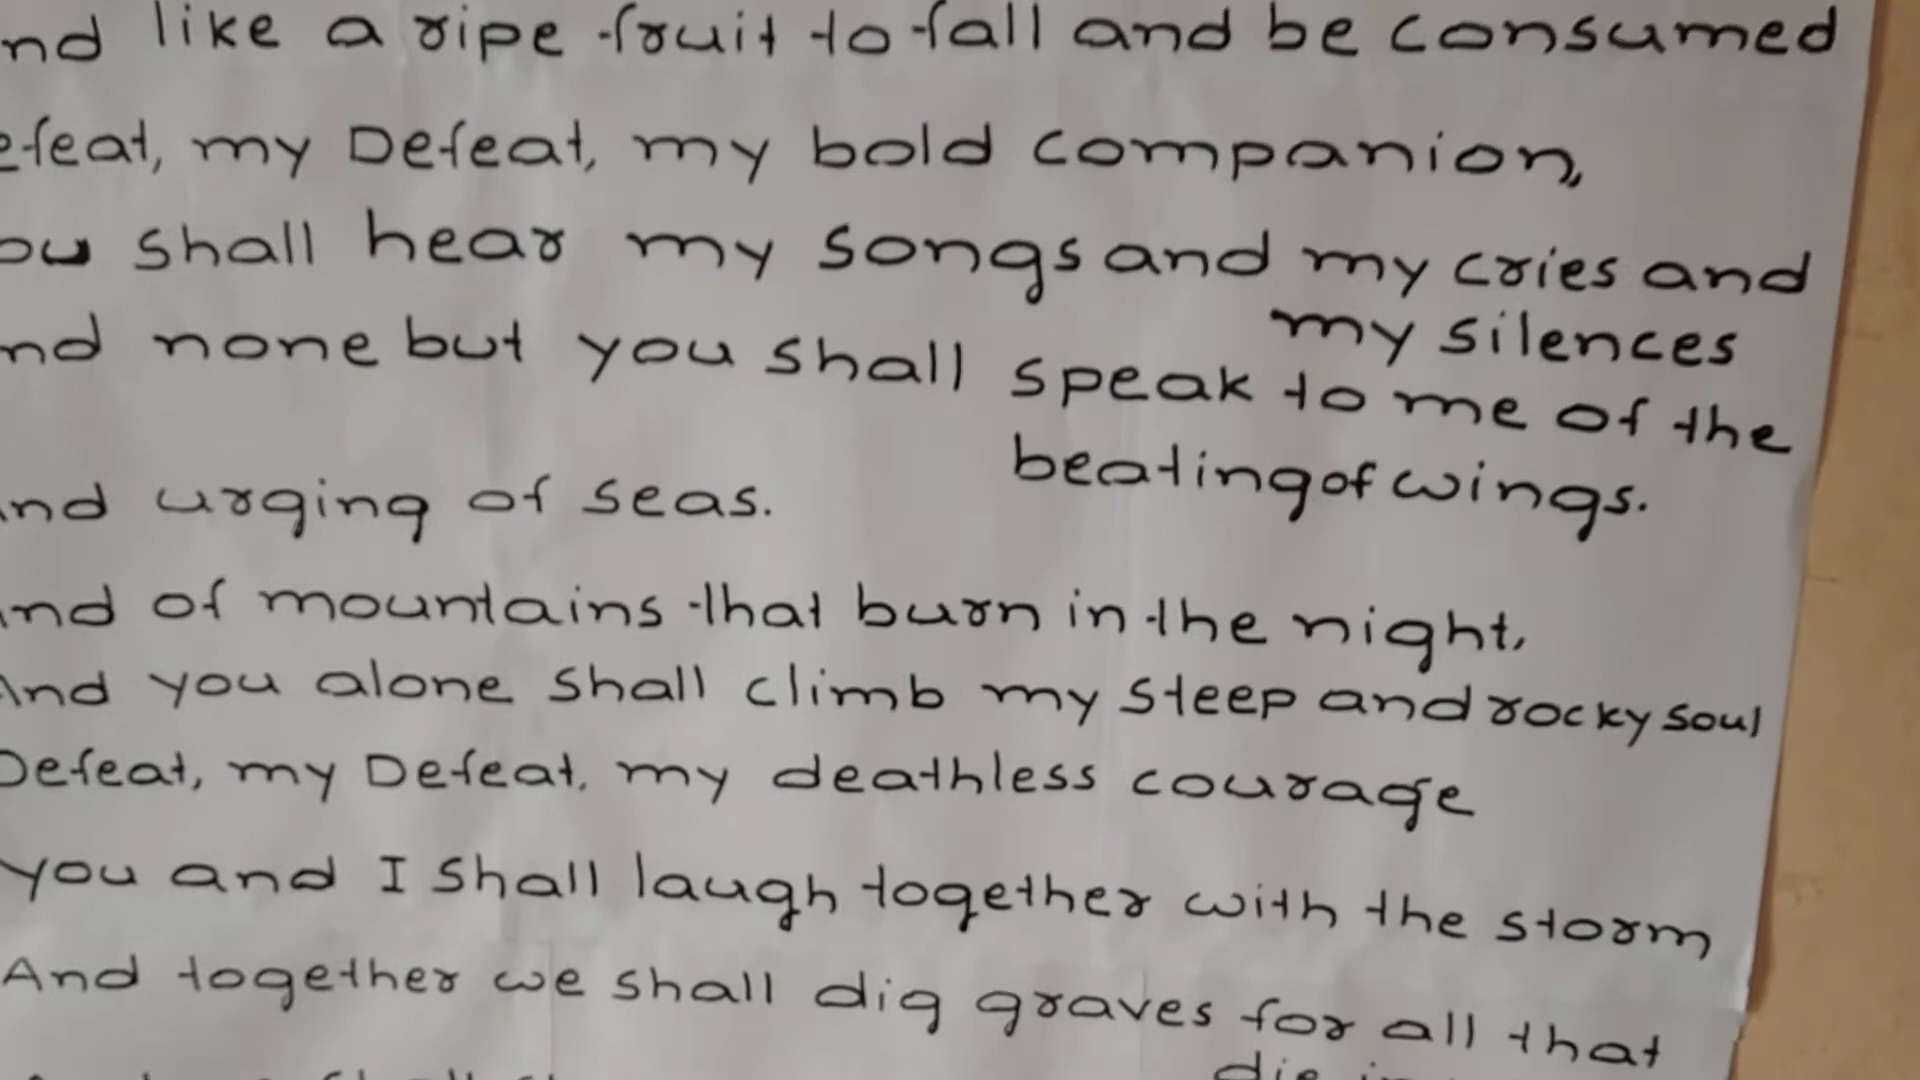 nd like a ripe fruit to fall and be consumed
efeat, my Defeat, my bold companion,
ou shall hear my songs and my cries and
my silences
nd none but you shall speak to me of the
beating of wings.
nd urging of seas.
nd of mountains that burn in the night,
And you alone shall climb my steep and rocky soul
Defeat, my Defeat, my deathless courage
you and I shall laugh together with the storm
And together we shall dig graves for all that
die in